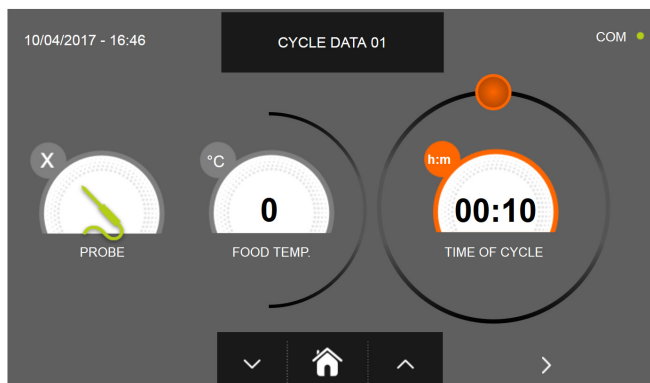 10/04/2017 - 16:46
CYCLE DATA 01
COM
X
°C
h:m
0
00:10
PROBE
FOOD TEMP.
TIME OF CYCLE